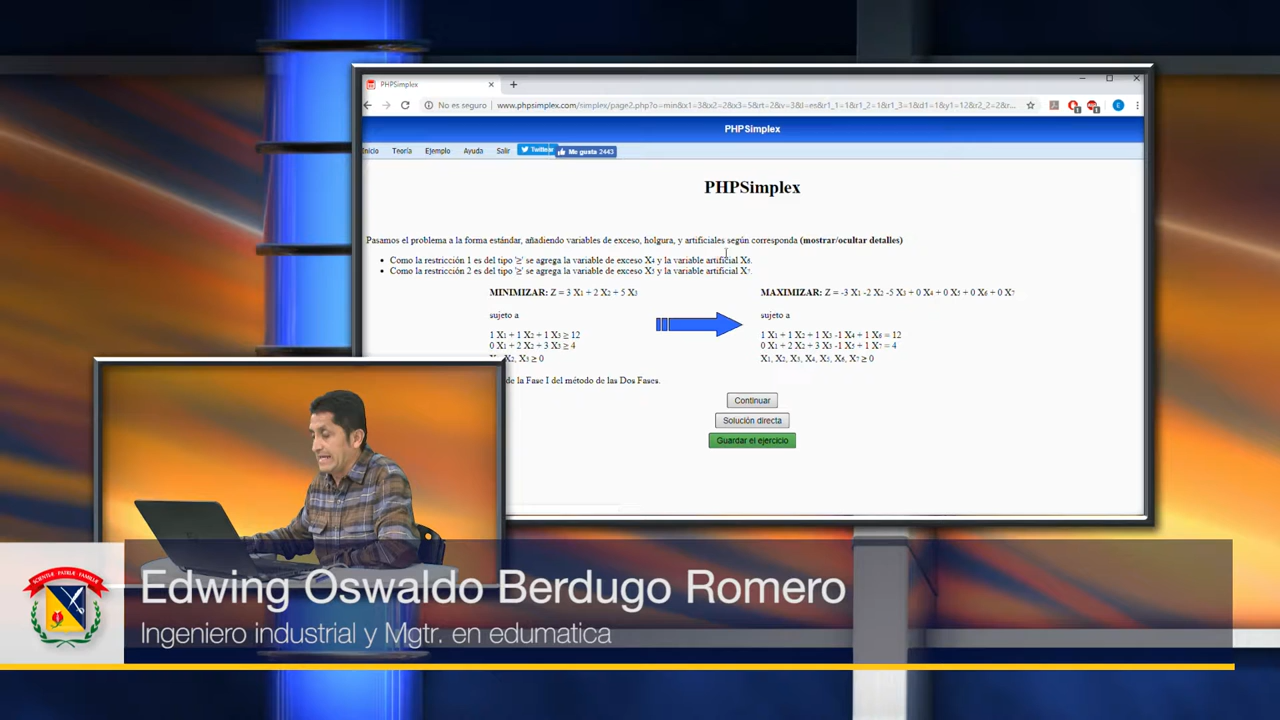 PHPSimplex
No es seguro www.phpsimplex.com/simplex/page2.php?o=min&x1=3&x2=2&x3=5&rt=2&v=3&l=es&r1_1=1&r1_2=1&r1_3=1&d1=1&y1=12&r2_2=2&r...
PHPSimplex
Inicio Teoría Ejemplo Ayuda Salir Twittear Me gusta 2443
PHPSimplex
Pasamos el problema a la forma estándar, añadiendo variables de exceso, holgura, y artificiales según corresponda (mostrar/ocultar detalles)
• Como la restricción 1 es del tipo '≥' se agrega la variable de exceso X4 y la variable artificial X6.
• Como la restricción 2 es del tipo '≥' se agrega la variable de exceso X5 y la variable artificial X7.
MINIMIZAR: Z = 3 X1 + 2 X2 + 5 X3
sujeto a
1 X1 + 1 X2 + 1 X3 ≥ 12
0 X1 + 2 X2 + 3 X3 ≥ 4
X2, X3 ≥ 0
MAXIMIZAR: Z = -3 X1 -2 X2 -5 X3 + 0 X4 + 0 X5 + 0 X6 + 0 X7
sujeto a
1 X1 + 1 X2 + 1 X3 -1 X4 + 1 X6 = 12
0 X1 + 2 X2 + 3 X3 -1 X5 + 1 X7 = 4
X1, X2, X3, X4, X5, X6, X7 ≥ 0
de la Fase I del método de las Dos Fases.
Continuar
Solución directa
Guardar el ejercicio
SCIENTIÆ PATRIÆ FAMILIÆ
Edwing Oswaldo Berdugo Romero
Ingeniero industrial y Mgtr. en edumatica